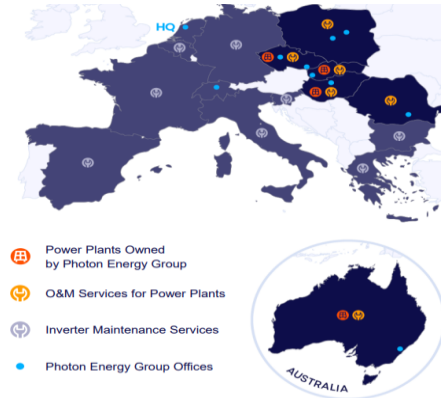 HQ
Power Plants Owned
by Photon Energy Group
O&M Services for Power Plants
Inverter Maintenance Services
Photon Energy Group Offices
AUSTRALIA